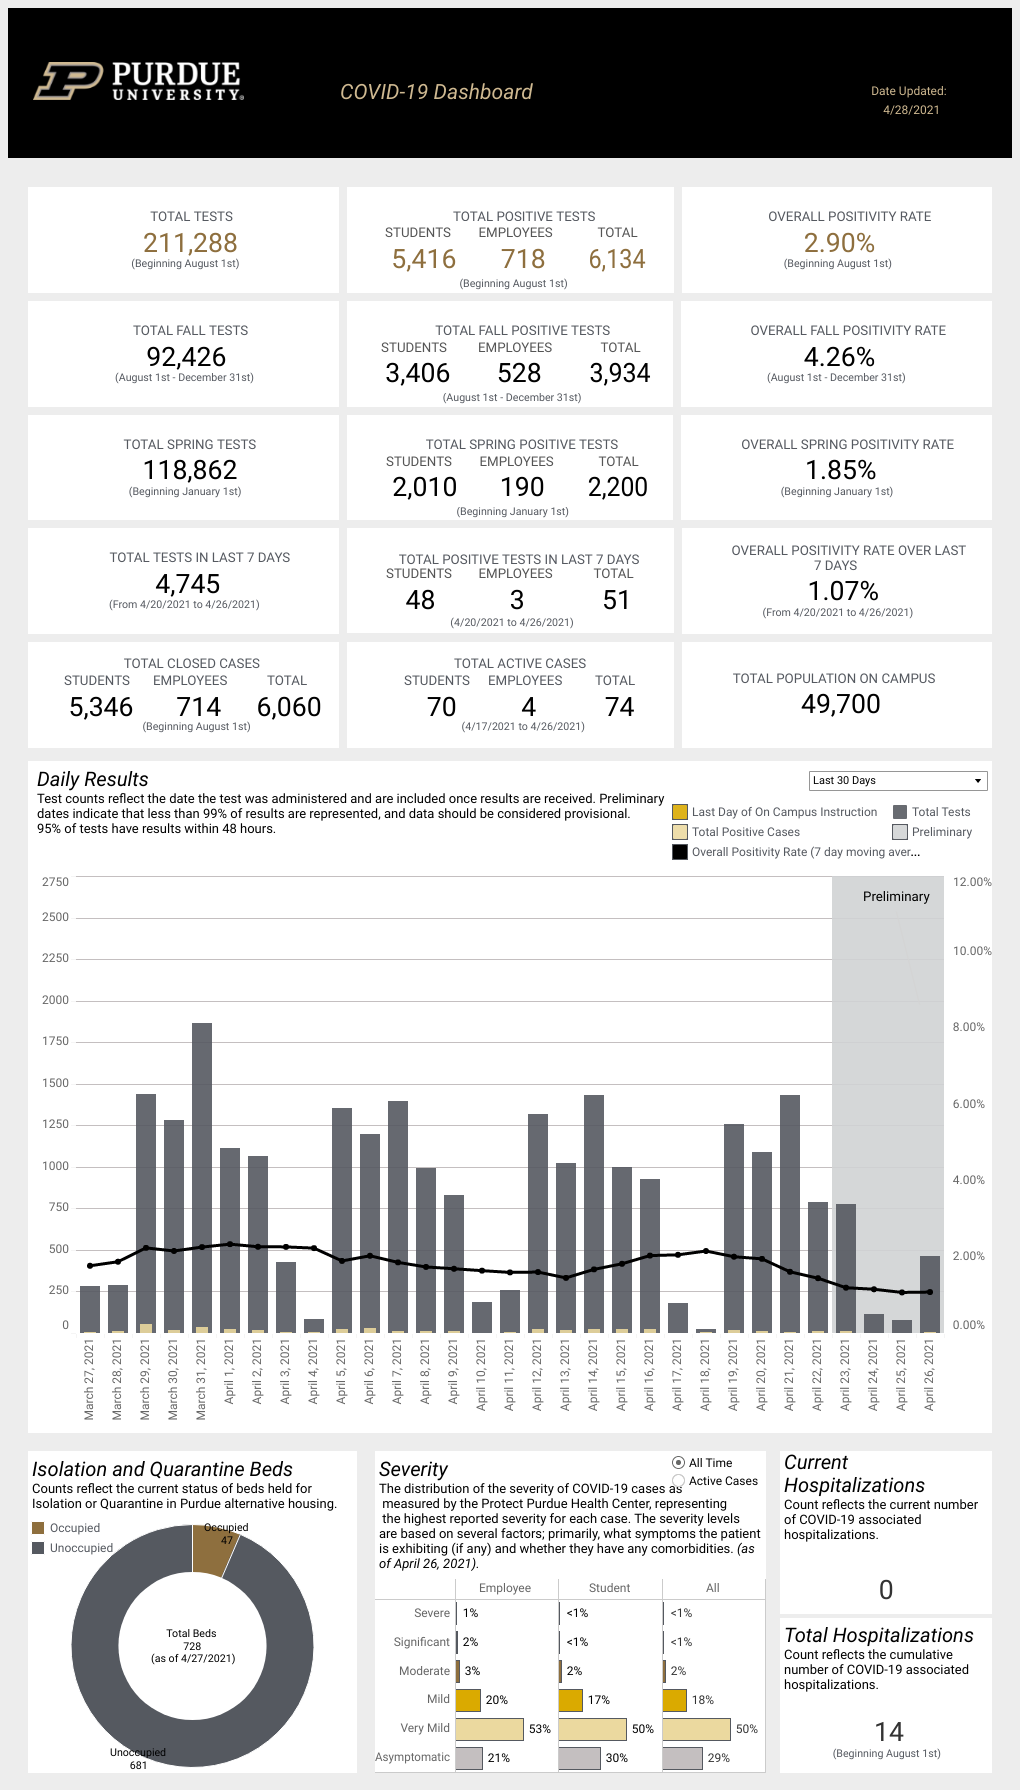 PURDUE
UNIVERSITY®
COVID-19 Dashboard
Date Updated:
4/28/2021
TOTAL TESTS
211,288
(Beginning August 1st)
TOTAL POSITIVE TESTS
STUDENTS EMPLOYEES TOTAL
5,416 718 6,134
(Beginning August 1st)
OVERALL POSITIVITY RATE
2.90%
(Beginning August 1st)
TOTAL FALL TESTS
92,426
(August 1st - December 31st)
TOTAL FALL POSITIVE TESTS
STUDENTS EMPLOYEES TOTAL
3,406 528 3,934
(August 1st - December 31st)
OVERALL FALL POSITIVITY RATE
4.26%
(August 1st - December 31st)
TOTAL SPRING TESTS
118,862
(Beginning January 1st)
TOTAL SPRING POSITIVE TESTS
STUDENTS EMPLOYEES TOTAL
2,010 190 2,200
(Beginning January 1st)
OVERALL SPRING POSITIVITY RATE
1.85%
(Beginning January 1st)
TOTAL TESTS IN LAST 7 DAYS
4,745
(From 4/20/2021 to 4/26/2021)
TOTAL POSITIVE TESTS IN LAST 7 DAYS
STUDENTS EMPLOYEES TOTAL
48 3 51
(4/20/2021 to 4/26/2021)
OVERALL POSITIVITY RATE OVER LAST
7 DAYS
1.07%
(From 4/20/2021 to 4/26/2021)
TOTAL CLOSED CASES
STUDENTS EMPLOYEES TOTAL
5,346 714 6,060
(Beginning August 1st)
TOTAL ACTIVE CASES
STUDENTS EMPLOYEES TOTAL
70 4 74
(4/17/2021 to 4/26/2021)
TOTAL POPULATION ON CAMPUS
49,700
Daily Results
Test counts reflect the date the test was administered and are included once results are received. Preliminary
dates indicate that less than 99% of results are represented, and data should be considered provisional.
95% of tests have results within 48 hours.
Last 30 Days
Last Day of On Campus Instruction
Total Tests
Total Positive Cases
Preliminary
Overall Positivity Rate (7 day moving aver...
2750
2500
2250
2000
1750
1500
1250
1000
750
500
250
0
Preliminary
12.00%
10.00%
8.00%
6.00%
4.00%
2.00%
0.00%
March 27, 2021
March 28, 2021
March 29, 2021
March 30, 2021
March 31, 2021
April 1, 2021
April 2, 2021
April 3, 2021
April 4, 2021
April 5, 2021
April 6, 2021
April 7, 2021
April 8, 2021
April 9, 2021
April 10, 2021
April 11, 2021
April 12, 2021
April 13, 2021
April 14, 2021
April 15, 2021
April 16, 2021
April 17, 2021
April 18, 2021
April 19, 2021
April 20, 2021
April 21, 2021
April 22, 2021
April 23, 2021
April 24, 2021
April 25, 2021
April 26, 2021
Isolation and Quarantine Beds
Counts reflect the current status of beds held for
Isolation or Quarantine in Purdue alternative housing.
Occupied
Unoccupied
Occupied
47
Total Beds
728
(as of 4/27/2021)
Unoccupied
681
Severity
All Time
Active Cases
The distribution of the severity of COVID-19 cases as
measured by the Protect Purdue Health Center, representing
the highest reported severity for each case. The severity levels
are based on several factors; primarily, what symptoms the patient
is exhibiting (if any) and whether they have any comorbidities. (as
of April 26, 2021).
Employee Student All
Severe 1% <1% <1%
Significant 2% <1% <1%
Moderate 3% 2% 2%
Mild 20% 17% 18%
Very Mild 53% 50% 50%
Asymptomatic 21% 30% 29%
Current
Hospitalizations
Count reflects the current number
of COVID-19 associated
hospitalizations.
0
Total Hospitalizations
Count reflects the cumulative
number of COVID-19 associated
hospitalizations.
14
(Beginning August 1st)